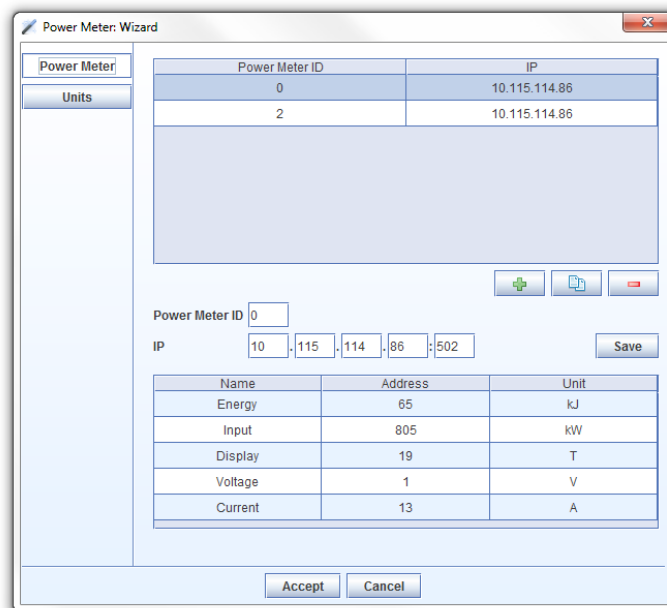 Power Meter: Wizard
Power Meter
Units
Power Meter ID IP
0 10.115.114.86
2 10.115.114.86
Power Meter ID 0
IP 10 . 115 . 114 . 86 : 502 Save
Name Address Unit
Energy 65 kJ
Input 805 kW
Display 19 T
Voltage 1 V
Current 13 A
Accept Cancel